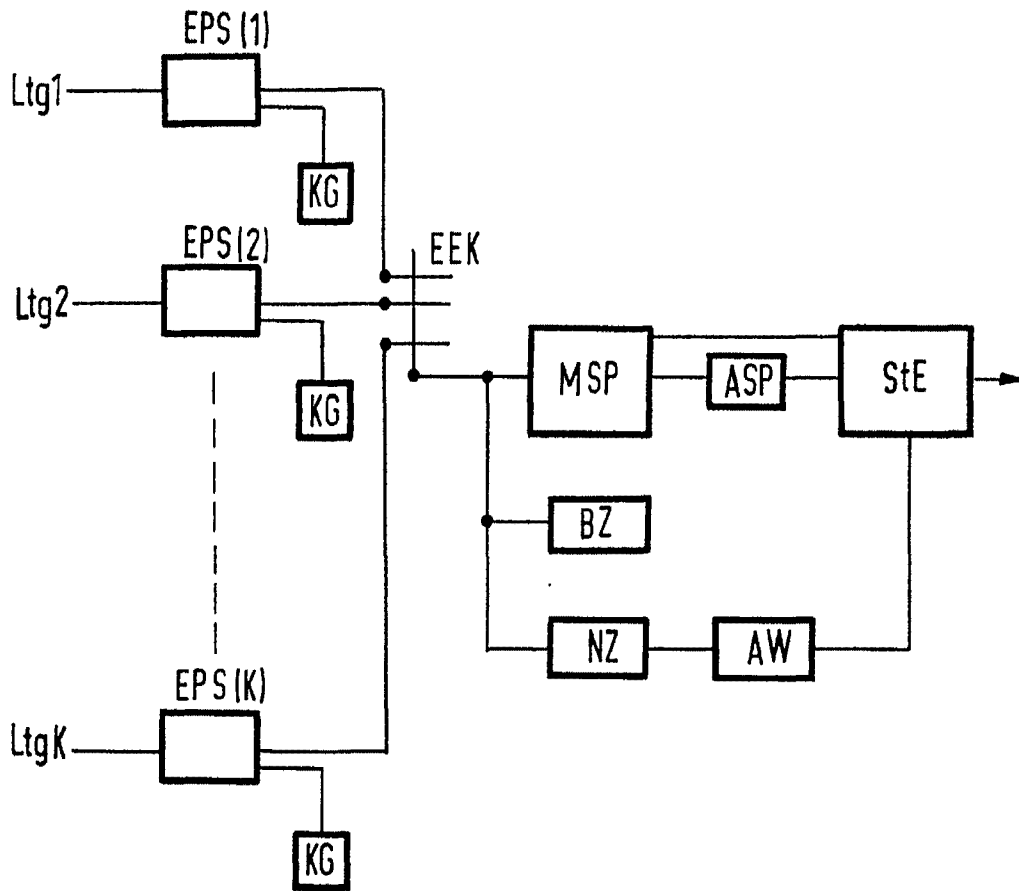 EPS(1)
Ltg1
KG
EPS(2)
EEK
Ltg2
KG
MSP
ASP
StE
BZ
NZ
AW
EPS(K)
LtgK
KG